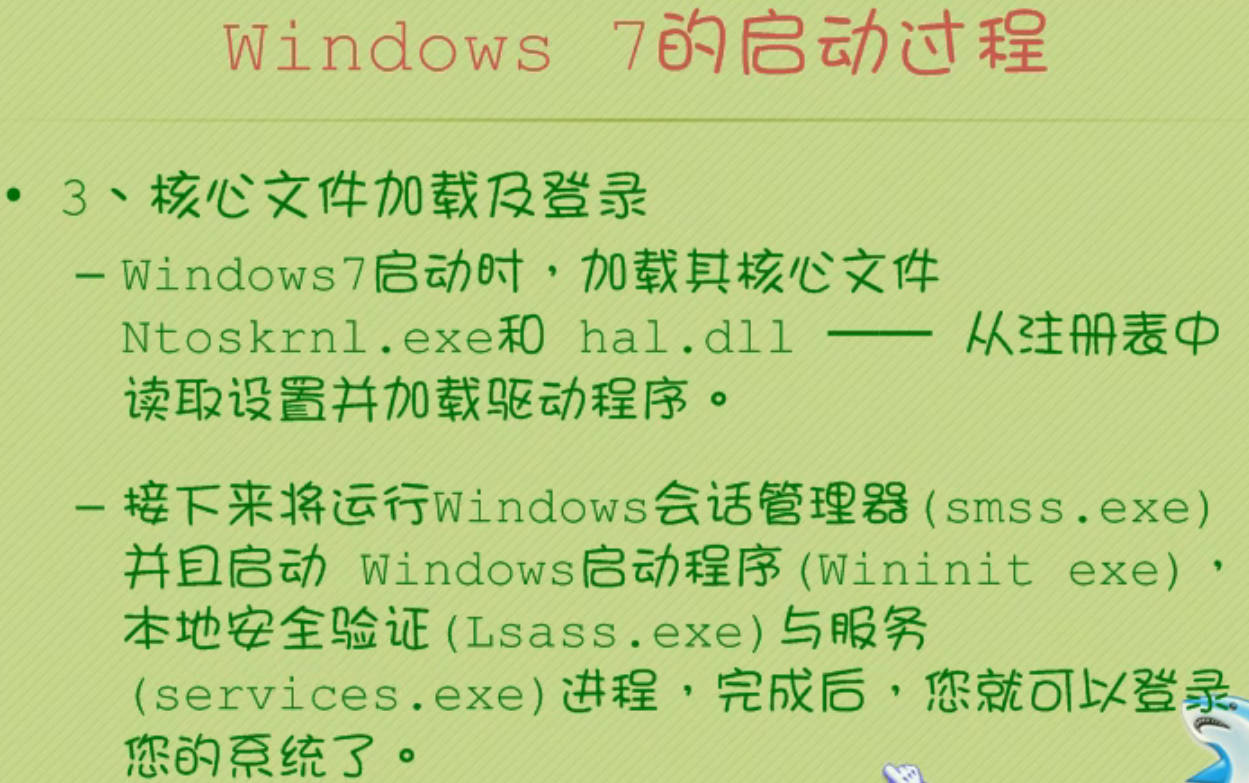 Windows 7的启动过程
• 3、核心文件加载及登录
– Windows7启动时，加载其核心文件
Ntoskrnl.exe和 hal.dll —— 从注册表中
读取设置并加载驱动程序。
– 接下来将运行Windows会话管理器(smss.exe)
并且启动 Windows启动程序(Wininit exe)，
本地安全验证(Lsass.exe)与服务
(services.exe)进程，完成后，您就可以登录
您的系统了。